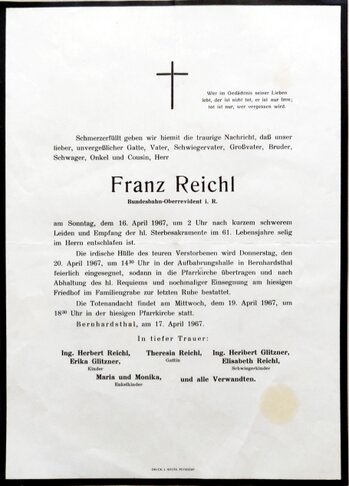 Wer im Gedächtnis seiner Lieben
lebt, der ist nicht tot, er ist nur fern;
tot ist nur, wer vergessen wird.
Schmerzerfüllt geben wir hiemit die traurige Nachricht, daß unser
lieber, unvergeßlicher Gatte, Vater, Schwiegervater, Großvater, Bruder,
Schwager, Onkel und Cousin, Herr
Franz Reichl
Bundesbahn-Oberrevident i. R.
am Sonntag, dem 16. April 1967, um 2 Uhr nach kurzem schwerem
Leiden und Empfang der hl. Sterbesakramente im 61. Lebensjahre selig
im Herrn entschlafen ist.
Die irdische Hülle des teuren Verstorbenen wird Donnerstag, den
20. April 1967, um 14³⁰ Uhr in der Aufbahrungshalle in Bernhardsthal
feierlich eingesegnet, sodann in die Pfarrkirche übertragen und nach
Abhaltung des hl. Requiems und nochmaliger Einsegnung am hiesigen
Friedhof im Familiengrabe zur letzten Ruhe bestattet.
Die Totenandacht findet am Mittwoch, dem 19. April 1967, um
18³⁰ Uhr in der hiesigen Pfarrkirche statt.
Bernhardsthal, am 17. April 1967.
In tiefer Trauer:
Ing. Herbert Reichl, Theresia Reichl, Ing. Heribert Glitzner,
Erika Glitzner, Gattin Elisabeth Reichl,
Kinder Schwiegerkinder
Maria und Monika, und alle Verwandten.
Enkelkinder